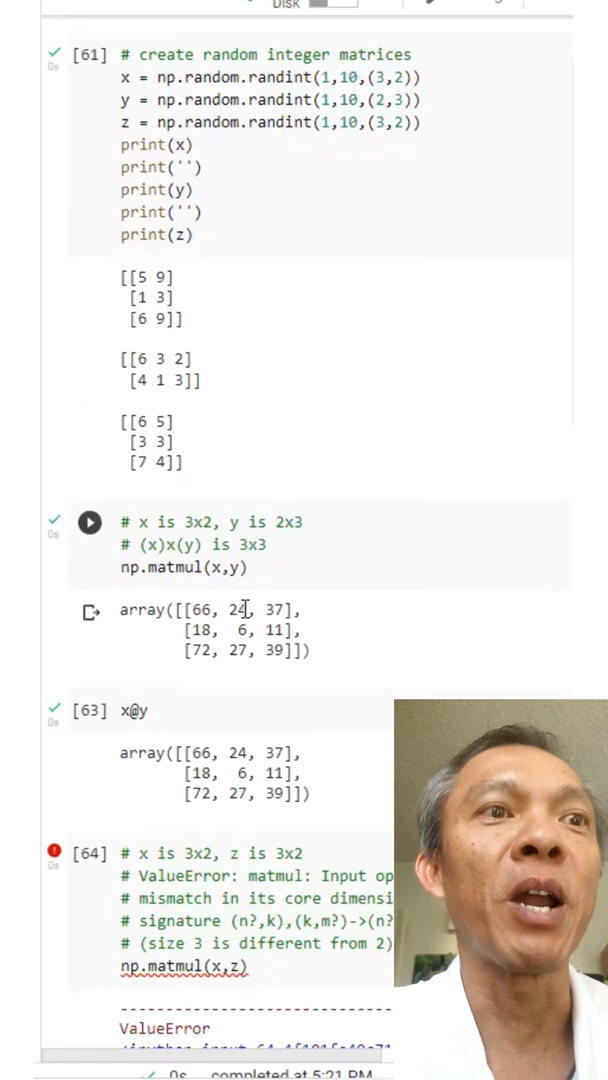 Disk
[61] # create random integer matrices
0s
x = np.random.randint(1,10,(3,2))
y = np.random.randint(1,10,(2,3))
z = np.random.randint(1,10,(3,2))
print(x)
print('')
print(y)
print('')
print(z)
[[5 9]
[1 3]
[6 9]]
[[6 3 2]
[4 1 3]]
[[6 5]
[3 3]
[7 4]]
# x is 3x2, y is 2x3
0s
# (x)x(y) is 3x3
np.matmul(x,y)
array([[66, 24, 37],
[18, 6, 11],
[72, 27, 39]])
[63] x@y
0s
array([[66, 24, 37],
[18, 6, 11],
[72, 27, 39]])
[64] # x is 3x2, z is 3x2
0s
# ValueError: matmul: Input op
# mismatch in its core dimensi
# signature (n?,k),(k,m?)->(n?
# (size 3 is different from 2)
np.matmul(x,z)
---------------------------------
ValueError
0s completed at 5:21 PM